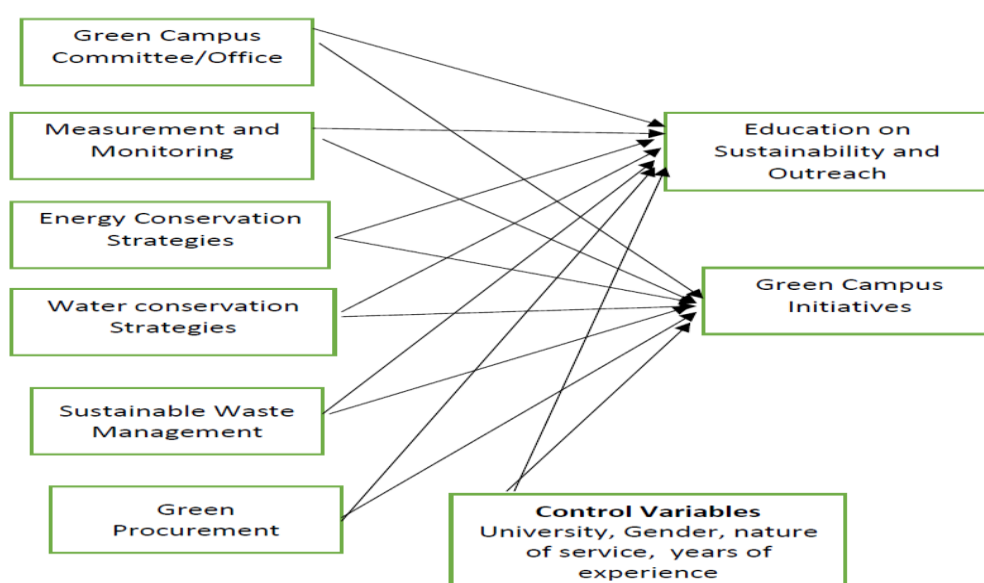 Green Campus
Committee/Office
Measurement and
Monitoring
Energy Conservation
Strategies
Water conservation
Strategies
Sustainable Waste
Management
Green
Procurement
Education on
Sustainability and
Outreach
Green Campus
Initiatives
Control Variables
University, Gender, nature
of service, years of
experience